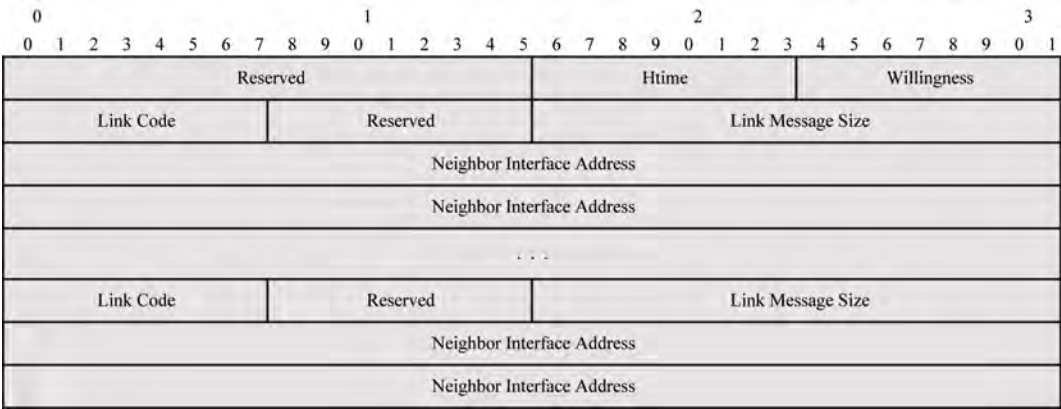 0 1 2 3
0 1 2 3 4 5 6 7 8 9 0 1 2 3 4 5 6 7 8 9 0 1 2 3 4 5 6 7 8 9 0 1
Reserved Htime Willingness
Link Code Reserved Link Message Size
Neighbor Interface Address
Neighbor Interface Address
. . .
Link Code Reserved Link Message Size
Neighbor Interface Address
Neighbor Interface Address